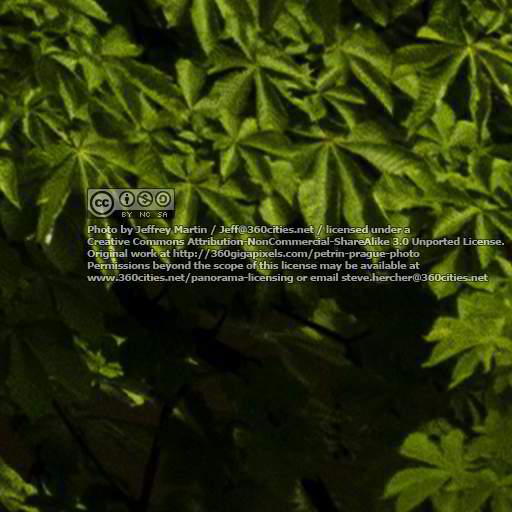 cc
BY NC SA
Photo by Jeffrey Martin / Jeff@360cities.net / licensed under a
Creative Commons Attribution-NonCommercial-ShareAlike 3.0 Unported License.
Original work at http://360gigapixels.com/petrin-prague-photo
Permissions beyond the scope of this license may be available at
www.360cities.net/panorama-licensing or email steve.hercher@360cities.net